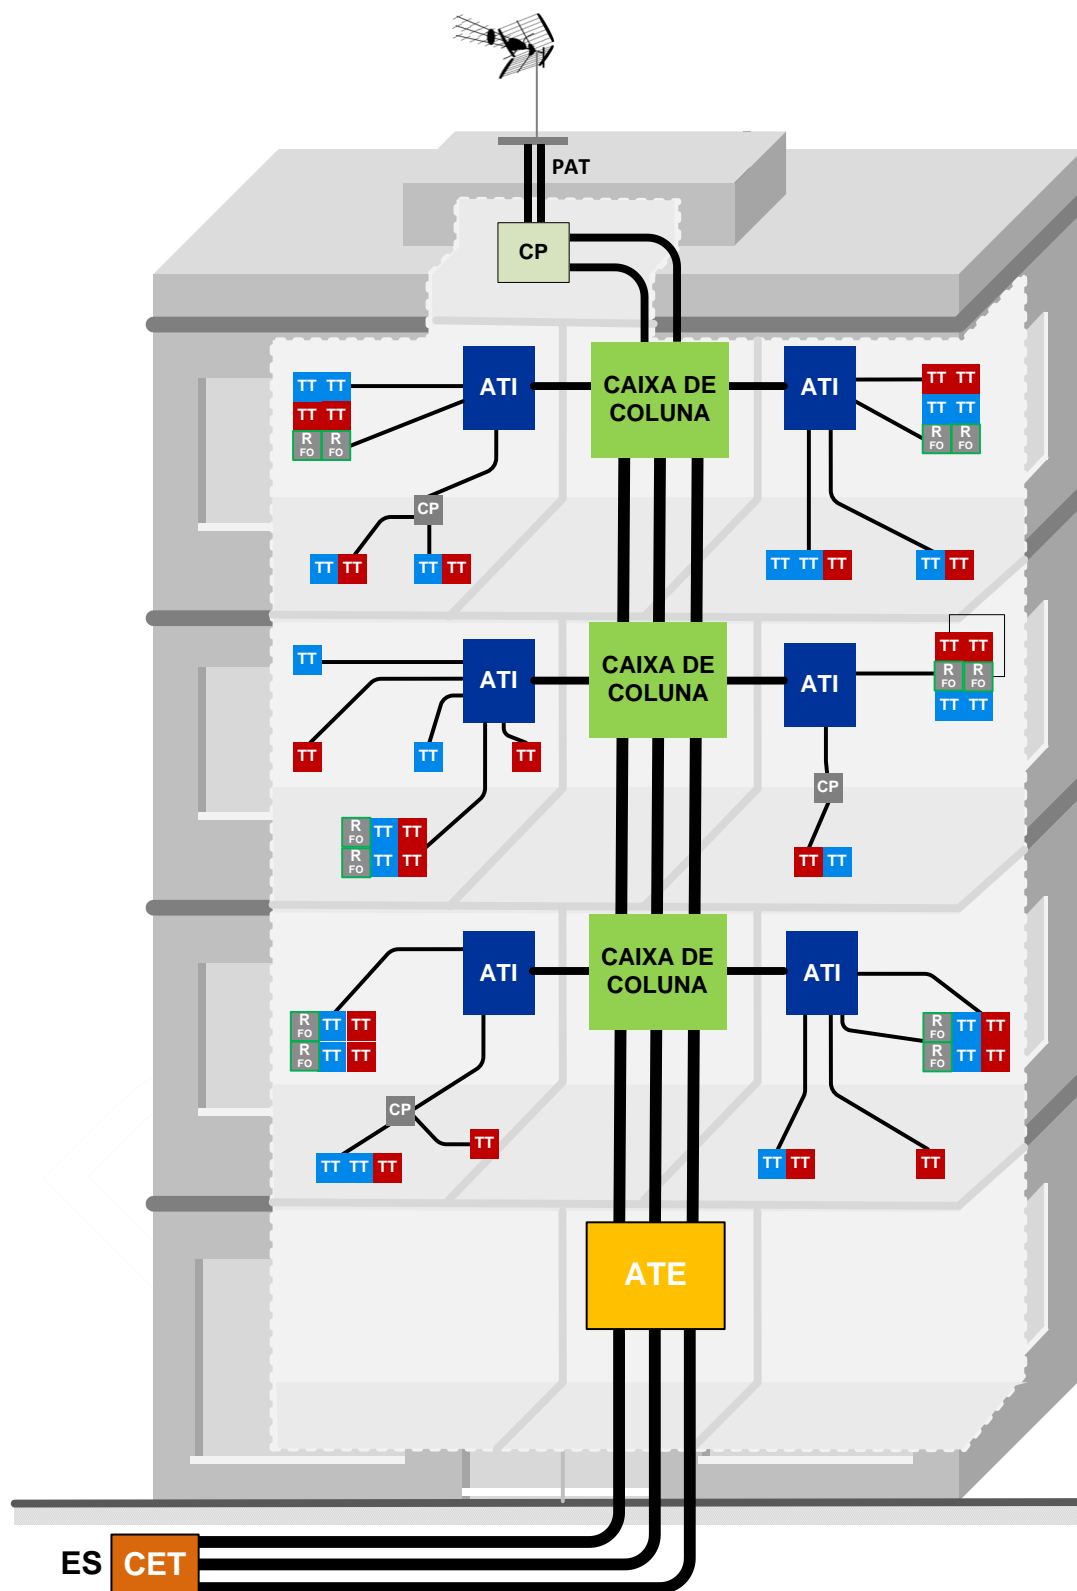 PAT
CP
ATI
CAIXA DE
COLUNA
ATI
TT TT
TT TT
R R
FO FO
TT TT
TT TT
R R
FO FO
CP
TT TT
TT TT
TT TT TT
TT TT
TT
ATI
CAIXA DE
COLUNA
ATI
TT TT
R R
FO FO
TT TT
TT
TT
TT
CP
R TT TT
FO
R TT TT
FO
TT TT
ATI
CAIXA DE
COLUNA
ATI
R TT TT
FO
R TT TT
FO
R TT TT
FO
R TT TT
FO
CP
TT
TT TT TT
TT TT
TT
ATE
ES CET